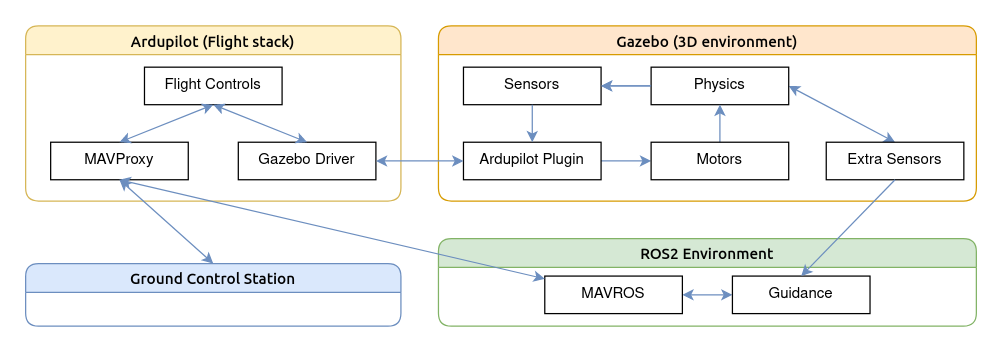 Ardupilot (Flight stack)
Flight Controls
MAVProxy
Gazebo Driver
Gazebo (3D environment)
Sensors
Physics
Ardupilot Plugin
Motors
Extra Sensors
Ground Control Station
ROS2 Environment
MAVROS
Guidance